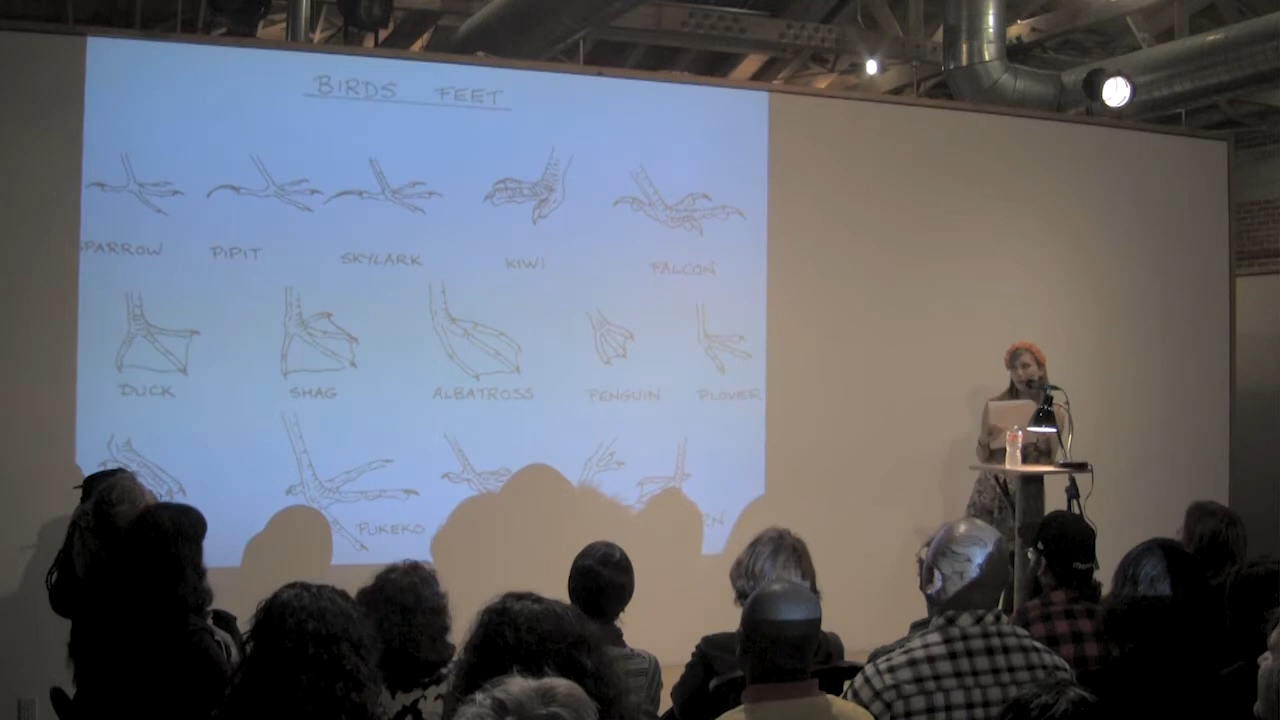 BIRDS FEET
SPARROW PIPIT SKYLARK KIWI FALCON
DUCK SHAG ALBATROSS PENGUIN PLOVER
PUKEKO